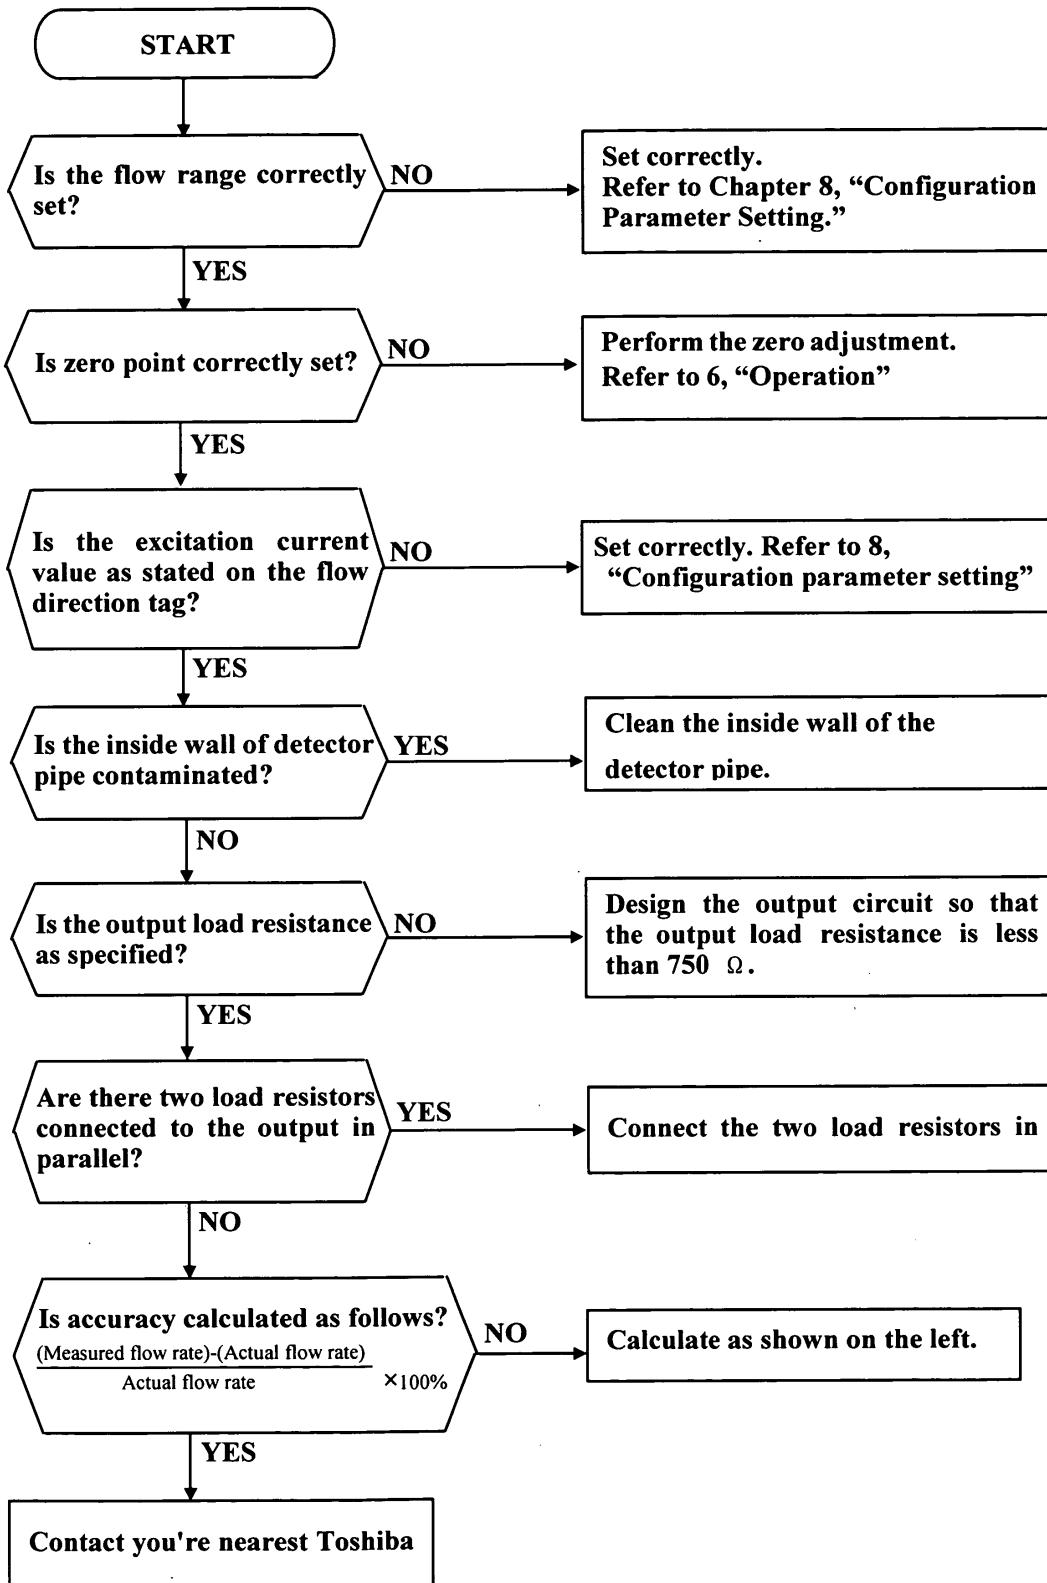 START
Is the flow range correctly
set?
NO
Set correctly.
Refer to Chapter 8, “Configuration
Parameter Setting.”
YES
Is zero point correctly set?
NO
Perform the zero adjustment.
Refer to 6, “Operation”
YES
Is the excitation current
value as stated on the flow
direction tag?
NO
Set correctly. Refer to 8,
“Configuration parameter setting”
YES
Is the inside wall of detector
pipe contaminated?
YES
Clean the inside wall of the
detector pipe.
NO
Is the output load resistance
as specified?
NO
Design the output circuit so that
the output load resistance is less
than 750 Ω.
YES
Are there two load resistors
connected to the output in
parallel?
YES
Connect the two load resistors in
NO
Is accuracy calculated as follows?
(Measured flow rate)-(Actual flow rate)
Actual flow rate
×100%
NO
Calculate as shown on the left.
YES
Contact you're nearest Toshiba